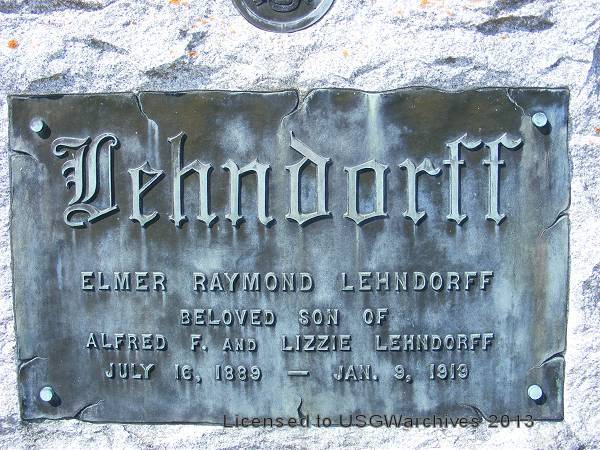 Lehndorff
ELMER RAYMOND LEHNDORFF
BELOVED SON OF
ALFRED F. AND LIZZIE LEHNDORFF
JULY 16, 1889 — JAN. 9, 1919
Licensed to USGWarchives 2013